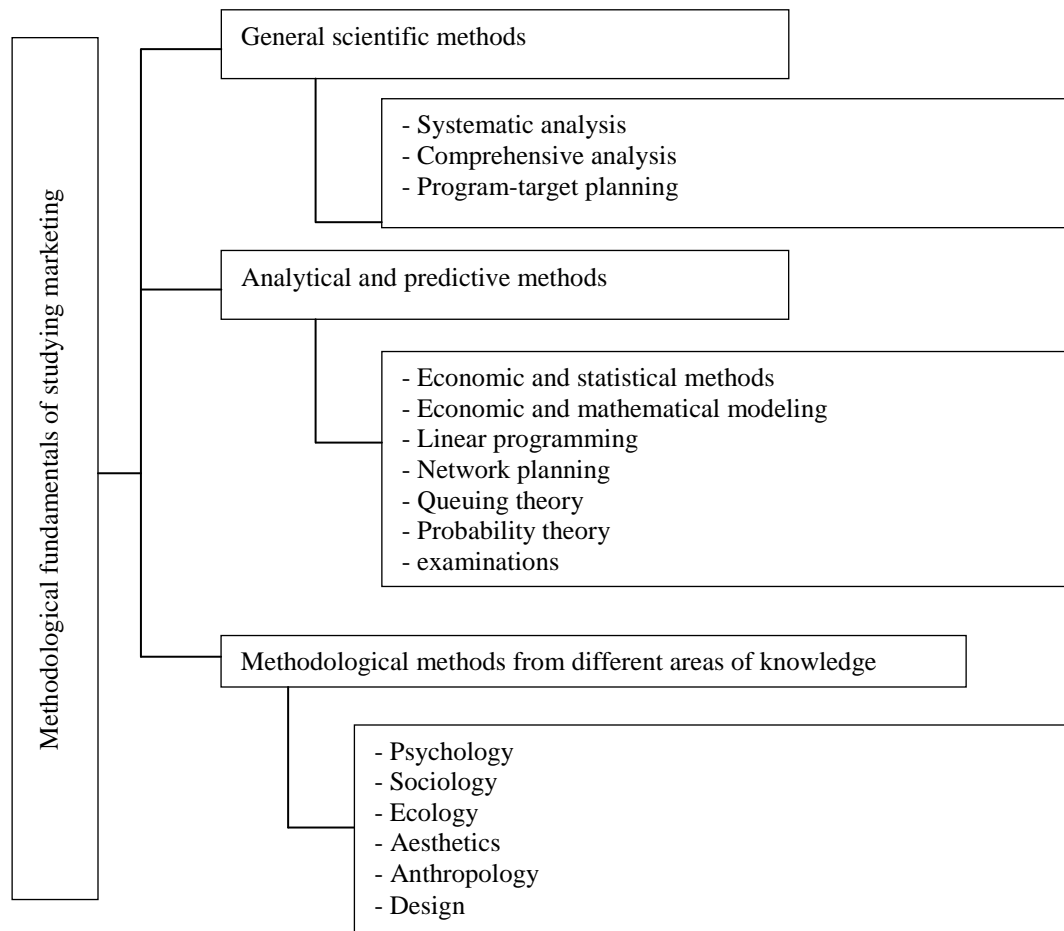 Methodological fundamentals of studying marketing
General scientific methods
- Systematic analysis
- Comprehensive analysis
- Program-target planning
Analytical and predictive methods
- Economic and statistical methods
- Economic and mathematical modeling
- Linear programming
- Network planning
- Queuing theory
- Probability theory
- examinations
Methodological methods from different areas of knowledge
- Psychology
- Sociology
- Ecology
- Aesthetics
- Anthropology
- Design